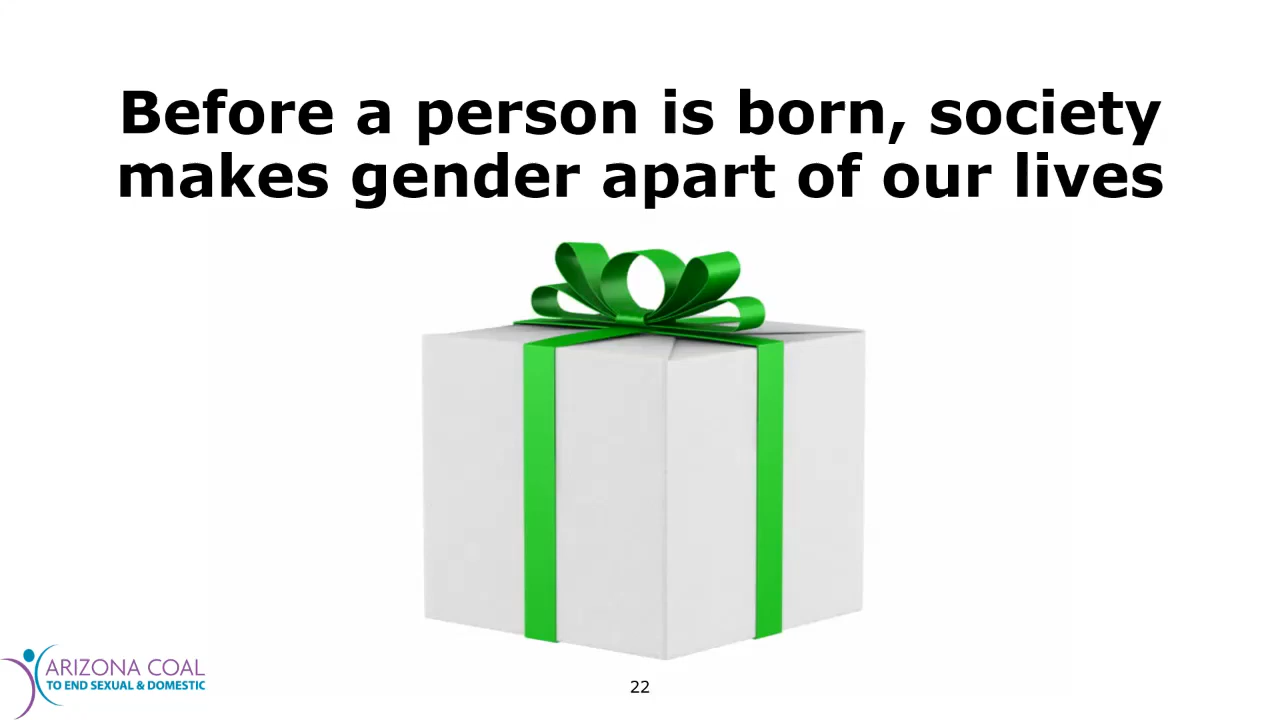 Before a person is born, society
makes gender apart of our lives
ARIZONA COAL
TO END SEXUAL & DOMESTIC
22